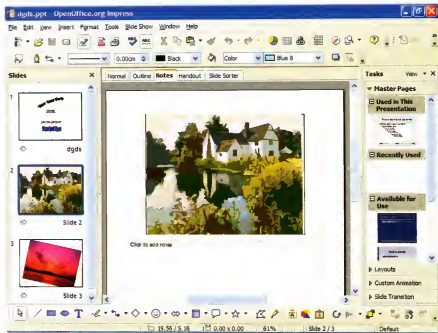 dgds.ppt - OpenOffice.org Impress
File Edit View Insert Format Tools Slide Show Window Help
0.00cm Black Color Blue 8
Slides
Normal Outline Notes Handout Slide Sorter
Tasks View
Master Pages
Used in This Presentation
Recently Used
Available for Use
Layouts
Custom Animation
Slide Transition
1
dgds
2
Slide 2
3
Slide 3
Click to add notes
19.56 / 5.16 0.00 x 0.00 61% Slide 2 / 3 Default